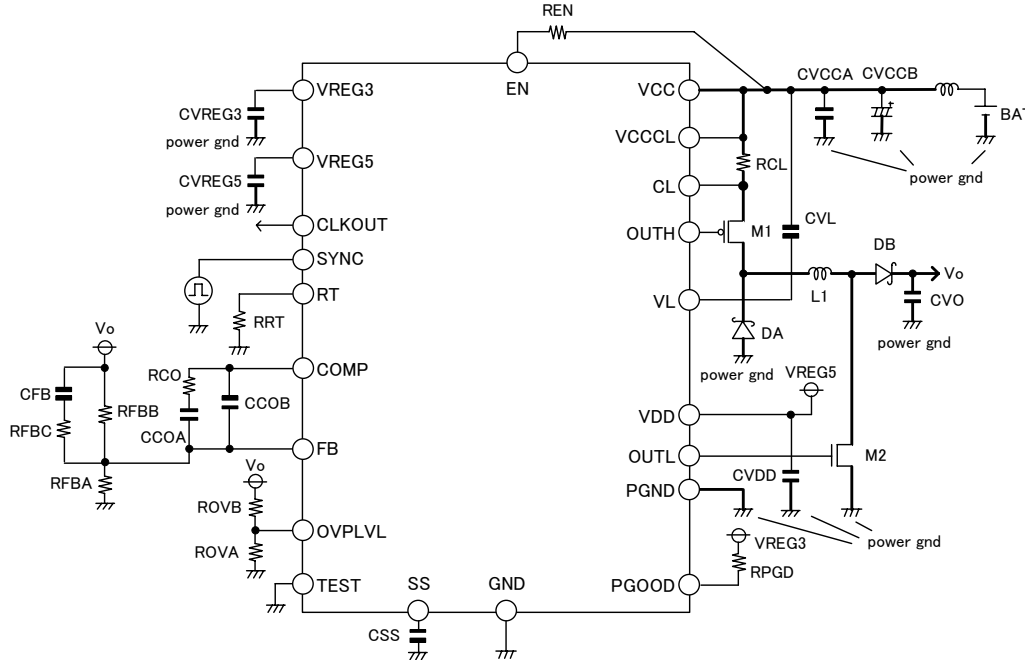 REN
EN
VREG3
CVREG3
power gnd
VREG5
CVREG5
power gnd
CLKOUT
SYNC
RT
RRT
Vo
COMP
RCO
CFB
RFBB
CCOB
RFBC
CCOA
FB
RFBA
Vo
ROVB
OVPLVL
ROVA
TEST
SS
GND
CSS
VCC
CVCCA
CVCCB
BAT
VCCCL
RCL
power gnd
CL
OUTH
M1
CVL
DB
Vo
VL
L1
CVO
DA
power gnd
power gnd
VREG5
VDD
OUTL
M2
CVDD
PGND
power gnd
VREG3
RPGD
PGOOD